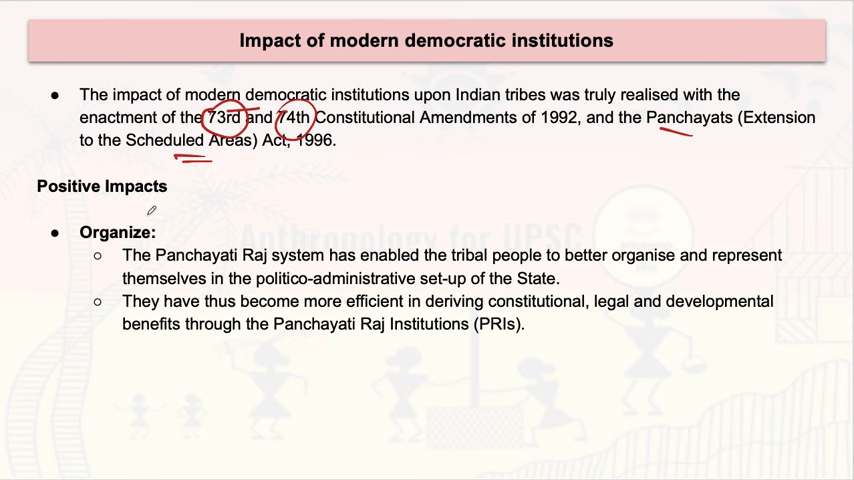 Impact of modern democratic institutions
● The impact of modern democratic institutions upon Indian tribes was truly realised with the
enactment of the 73rd and 74th Constitutional Amendments of 1992, and the Panchayats (Extension
to the Scheduled Areas) Act, 1996.
Positive Impacts
● Organize:
○ The Panchayati Raj system has enabled the tribal people to better organise and represent
themselves in the politico-administrative set-up of the State.
○ They have thus become more efficient in deriving constitutional, legal and developmental
benefits through the Panchayati Raj Institutions (PRIs).
Anthropology for UPSC